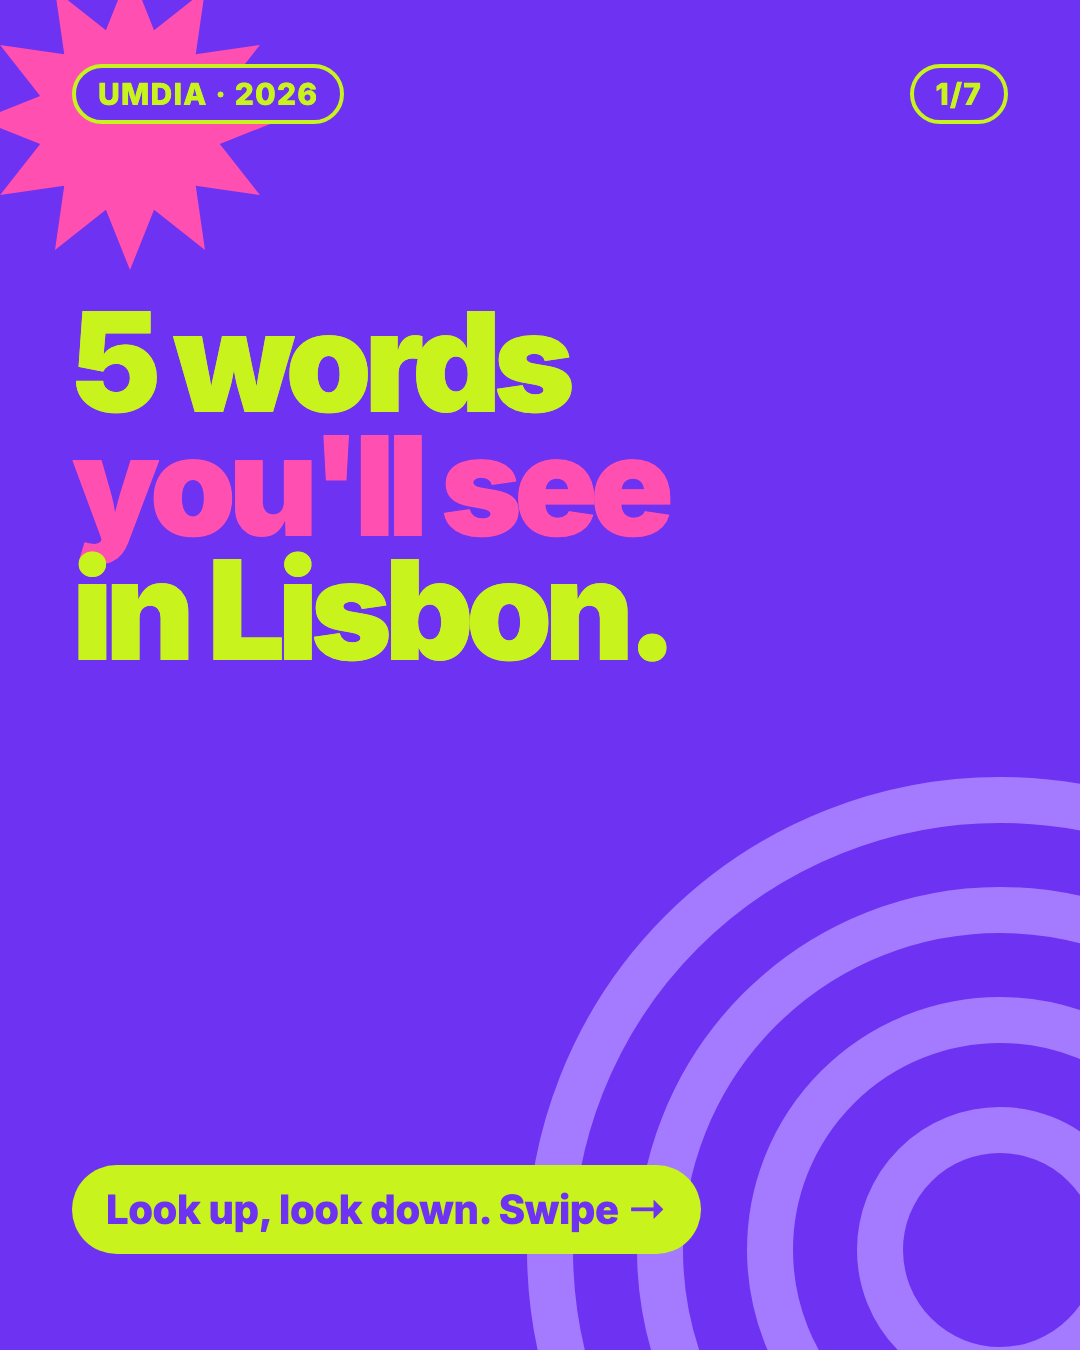 UMDIA · 2026
1/7
5 words
you'll see
in Lisbon.
Look up, look down. Swipe →